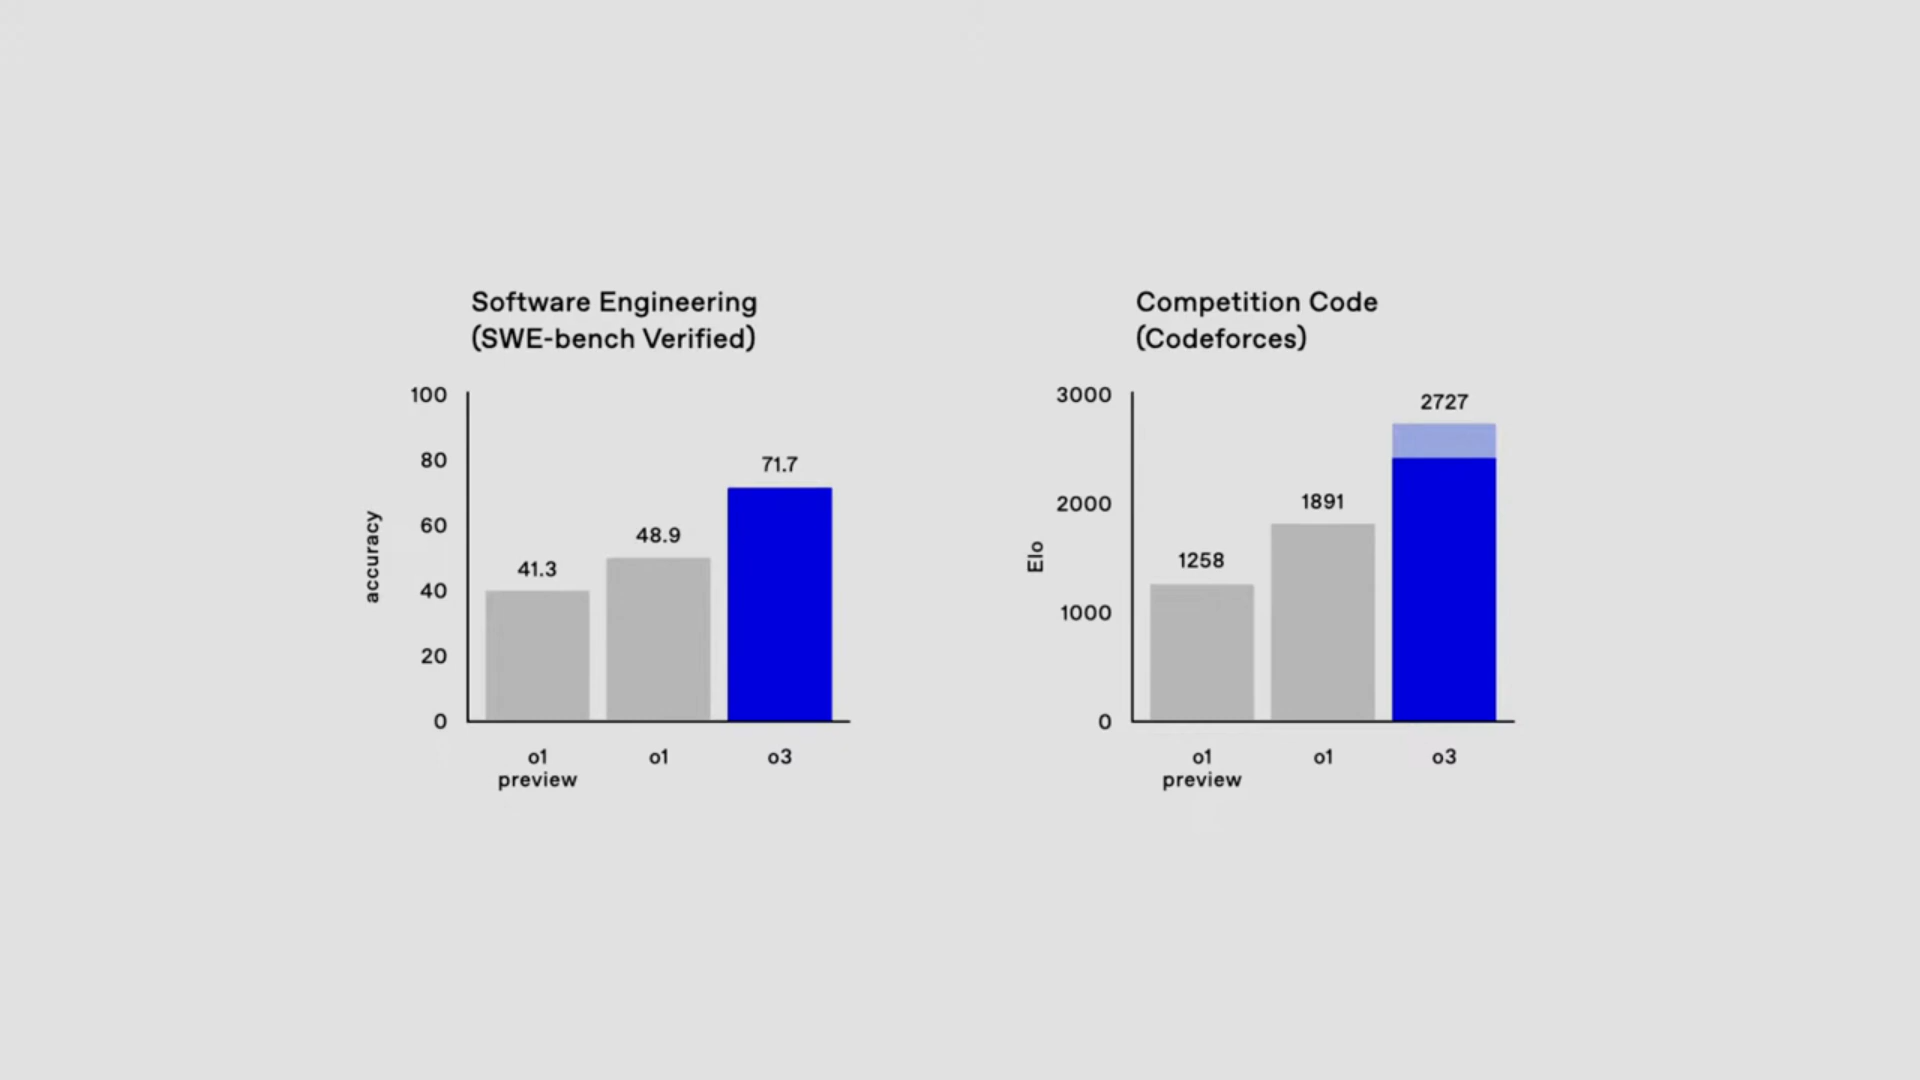 Software Engineering
(SWE-bench Verified)
100
80
60
40
20
0
accuracy
41.3
48.9
71.7
o1
preview
o1
o3
Competition Code
(Codeforces)
3000
2000
1000
0
Elo
1258
1891
2727
o1
preview
o1
o3